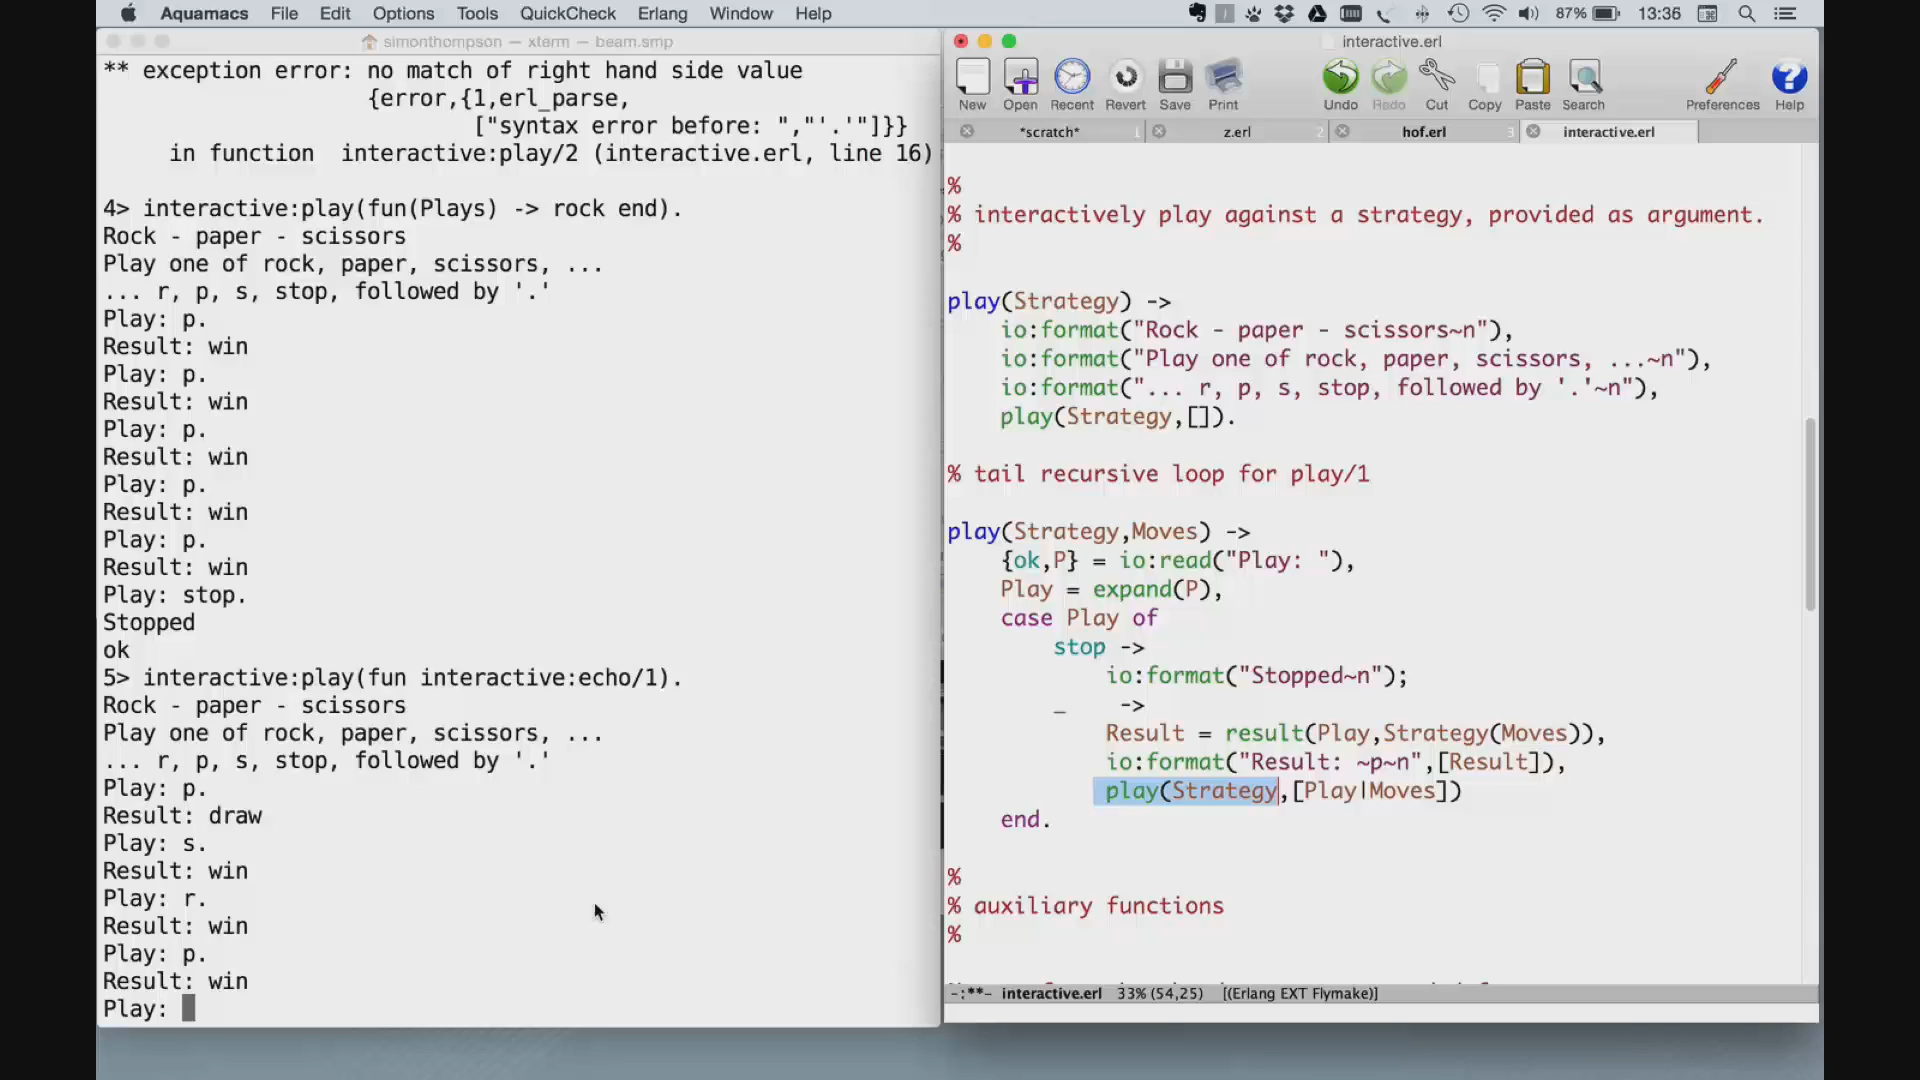 Aquamacs File Edit Options Tools QuickCheck Erlang Window Help 87% 13:36
simonthompson — xterm — beam.smp
** exception error: no match of right hand side value
{error,{1,erl_parse,
["syntax error before: ","'.'"]}}
in function interactive:play/2 (interactive.erl, line 16)
4> interactive:play(fun(Plays) -> rock end).
Rock - paper - scissors
Play one of rock, paper, scissors, ...
... r, p, s, stop, followed by '.'
Play: p.
Result: win
Play: p.
Result: win
Play: p.
Result: win
Play: p.
Result: win
Play: p.
Result: win
Play: stop.
Stopped
ok
5> interactive:play(fun interactive:echo/1).
Rock - paper - scissors
Play one of rock, paper, scissors, ...
... r, p, s, stop, followed by '.'
Play: p.
Result: draw
Play: s.
Result: win
Play: r.
Result: win
Play: p.
Result: win
Play:
interactive.erl
New Open Recent Revert Save Print Undo Redo Cut Copy Paste Search Preferences Help
*scratch* 1 z.erl 2 hof.erl 3 interactive.erl
%
% interactively play against a strategy, provided as argument.
%
play(Strategy) ->
io:format("Rock - paper - scissors~n"),
io:format("Play one of rock, paper, scissors, ...~n"),
io:format("... r, p, s, stop, followed by '.'~n"),
play(Strategy,[]).
% tail recursive loop for play/1
play(Strategy,Moves) ->
{ok,P} = io:read("Play: "),
Play = expand(P),
case Play of
stop ->
io:format("Stopped~n");
_ ->
Result = result(Play,Strategy(Moves)),
io:format("Result: ~p~n",[Result]),
play(Strategy,[Play|Moves])
end.
%
% auxiliary functions
%
-:**- interactive.erl 33% (54,25) [(Erlang EXT Flymake)]